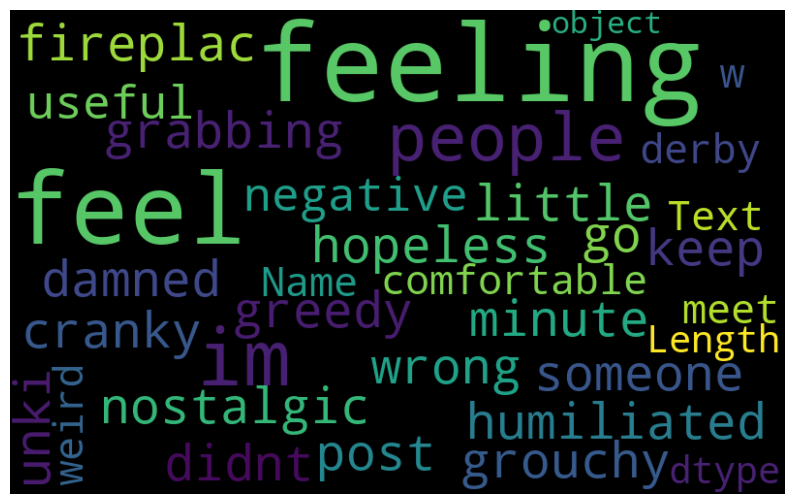 object
fireplac
feeling
w
useful
grabbing
people
derby
feel
negative
little
Text
hopeless
go
keep
damned
Name
comfortable
greedy
minute
meet
cranky
im
Length
wrong
someone
unki
weird
nostalgic
humiliated
didnt
post
grouchy
dtype